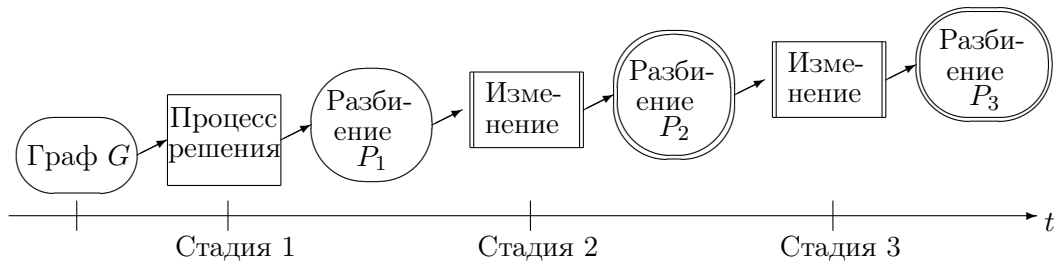 Граф G
Процесс
решения
Разби-
ение
P₁
Изме-
нение
Разби-
ение
P₂
Изме-
нение
Разби-
ение
P₃
t
Стадия 1
Стадия 2
Стадия 3